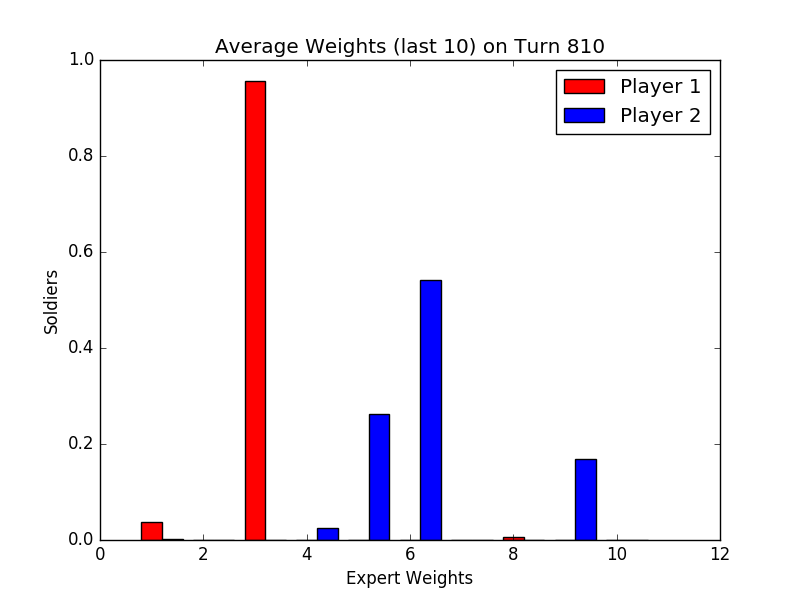 Average Weights (last 10) on Turn 810
1.0
Player 1
Player 2
0.8
0.6
Soldiers
0.4
0.2
0.0
0 2 4 6 8 10 12
Expert Weights